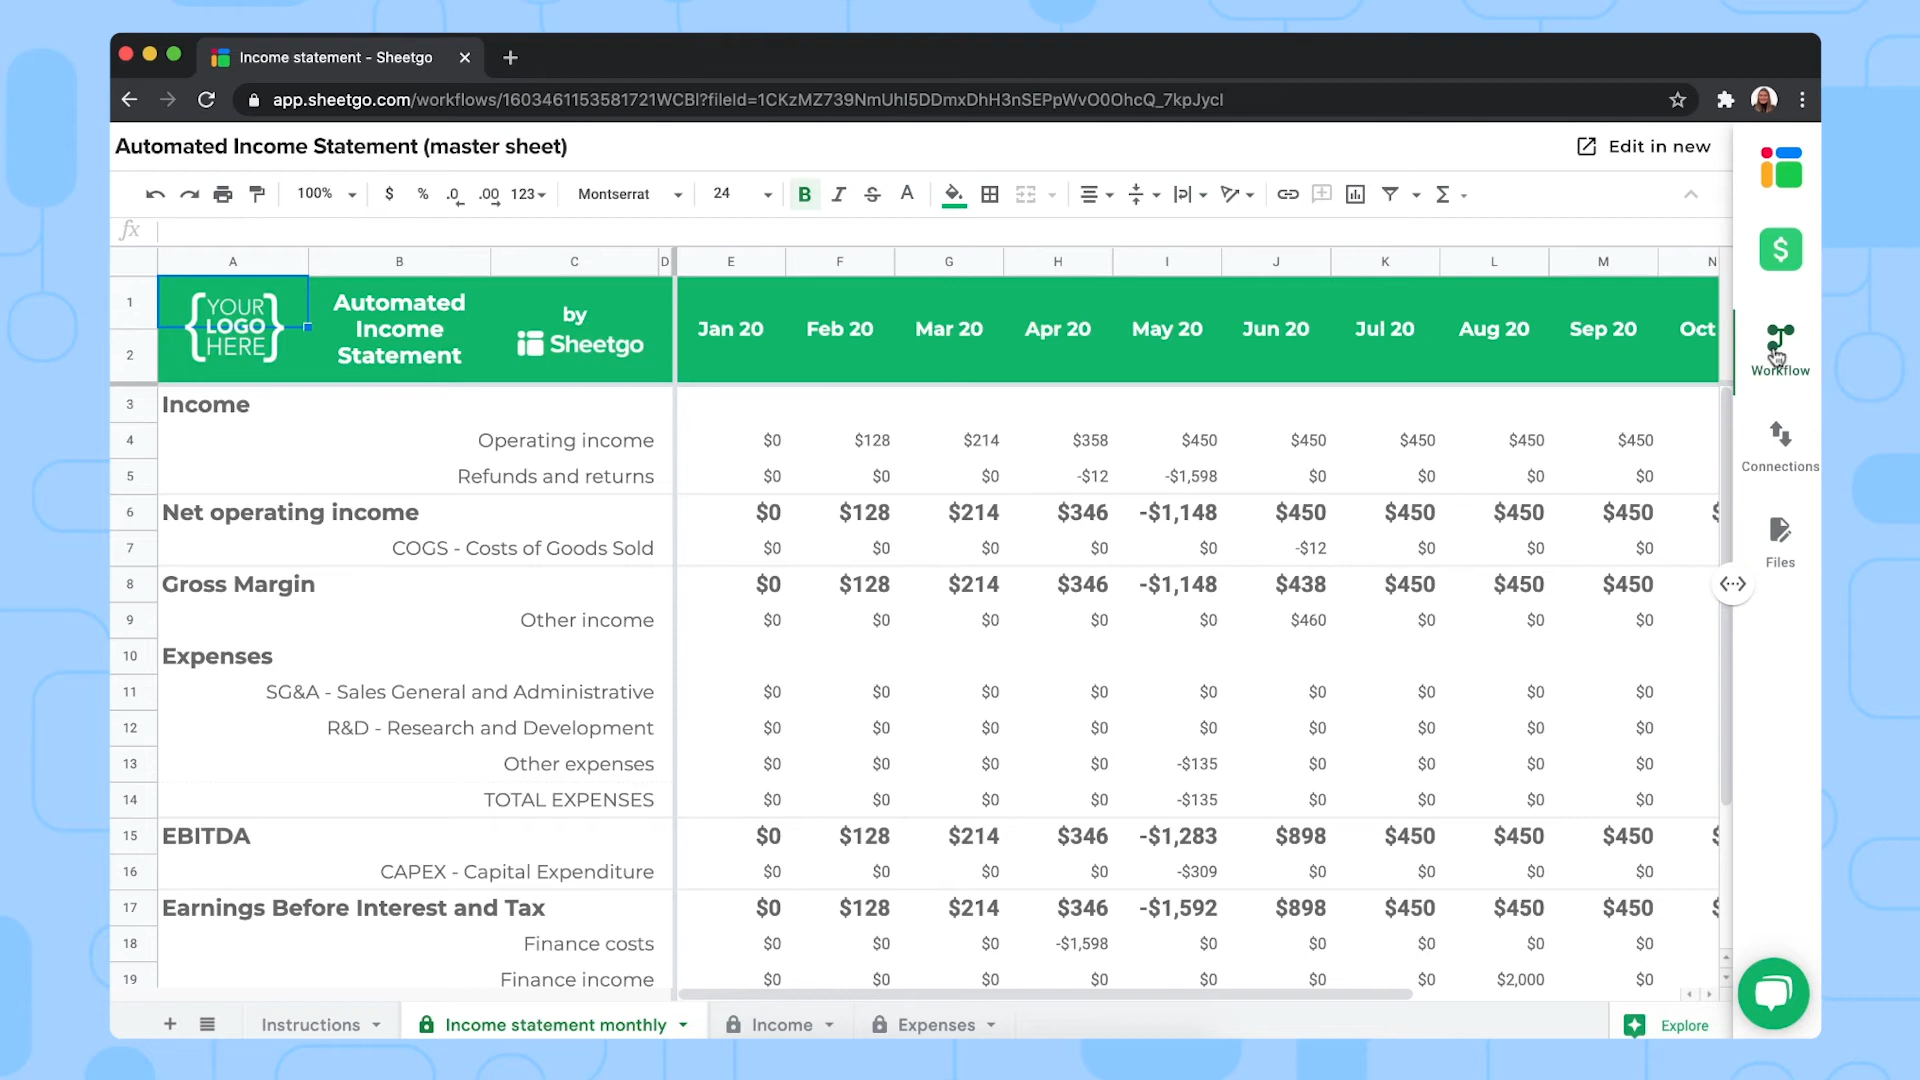 Income statement - Sheetgo
app.sheetgo.com/workflows/1603461153581721WCBI?fileId=1CKzMZ739NmUhI5DDmxDhH3nSEPpWvO0OhcQ_7kpJycI
Automated Income Statement (master sheet)
Edit in new
100% $ % .0 .00 123 Montserrat 24 B I S A Σ
fx
A B C D E F G H I J K L M N
1
2
{YOUR LOGO HERE}
Automated Income Statement
by Sheetgo
Jan 20 Feb 20 Mar 20 Apr 20 May 20 Jun 20 Jul 20 Aug 20 Sep 20 Oct
3 Income
4 Operating income $0 $128 $214 $358 $450 $450 $450 $450 $450
5 Refunds and returns $0 $0 $0 -$12 -$1,598 $0 $0 $0 $0
6 Net operating income $0 $128 $214 $346 -$1,148 $450 $450 $450 $450
7 COGS - Costs of Goods Sold $0 $0 $0 $0 $0 -$12 $0 $0 $0
8 Gross Margin $0 $128 $214 $346 -$1,148 $438 $450 $450 $450
9 Other income $0 $0 $0 $0 $0 $460 $0 $0 $0
10 Expenses
11 SG&A - Sales General and Administrative $0 $0 $0 $0 $0 $0 $0 $0 $0
12 R&D - Research and Development $0 $0 $0 $0 $0 $0 $0 $0 $0
13 Other expenses $0 $0 $0 $0 -$135 $0 $0 $0 $0
14 TOTAL EXPENSES $0 $0 $0 $0 -$135 $0 $0 $0 $0
15 EBITDA $0 $128 $214 $346 -$1,283 $898 $450 $450 $450
16 CAPEX - Capital Expenditure $0 $0 $0 $0 -$309 $0 $0 $0 $0
17 Earnings Before Interest and Tax $0 $128 $214 $346 -$1,592 $898 $450 $450 $450
18 Finance costs $0 $0 $0 -$1,598 $0 $0 $0 $0 $0
19 Finance income $0 $0 $0 $0 $0 $0 $0 $2,000 $0
Instructions Income statement monthly Income Expenses Explore
$
Workflow
Connections
Files